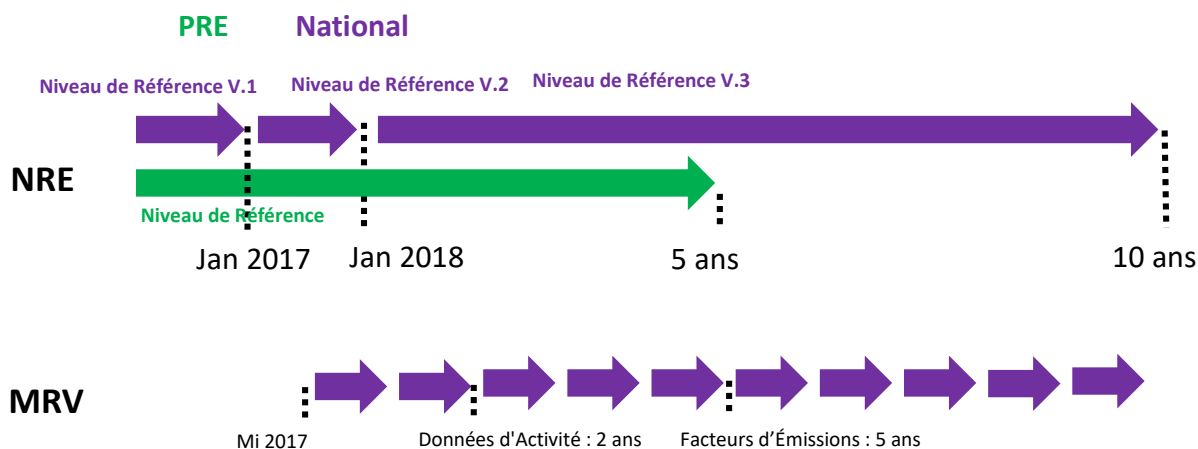 PRE National
Niveau de Référence V.1 Niveau de Référence V.2 Niveau de Référence V.3
NRE
Niveau de Référence
Jan 2017 Jan 2018 5 ans 10 ans
MRV
Mi 2017 Données d'Activité : 2 ans Facteurs d’Émissions : 5 ans